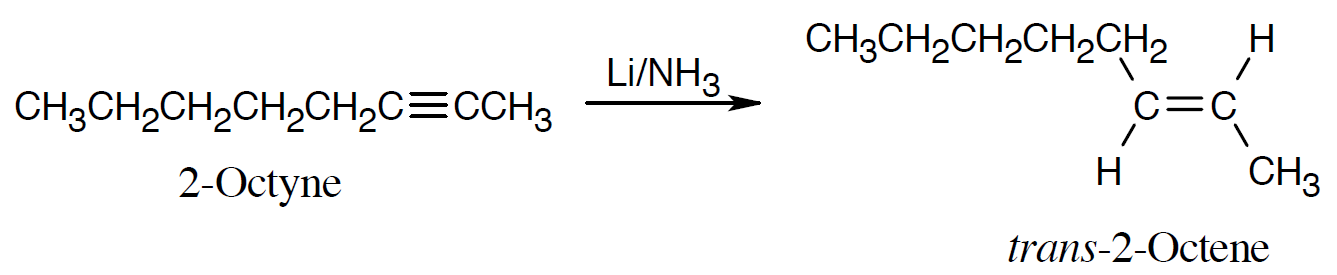 CH₃CH₂CH₂CH₂CH₂C≡CCH₃
2-Octyne
Li/NH₃
CH₃CH₂CH₂CH₂CH₂ H
C=C
H CH₃
trans-2-Octene